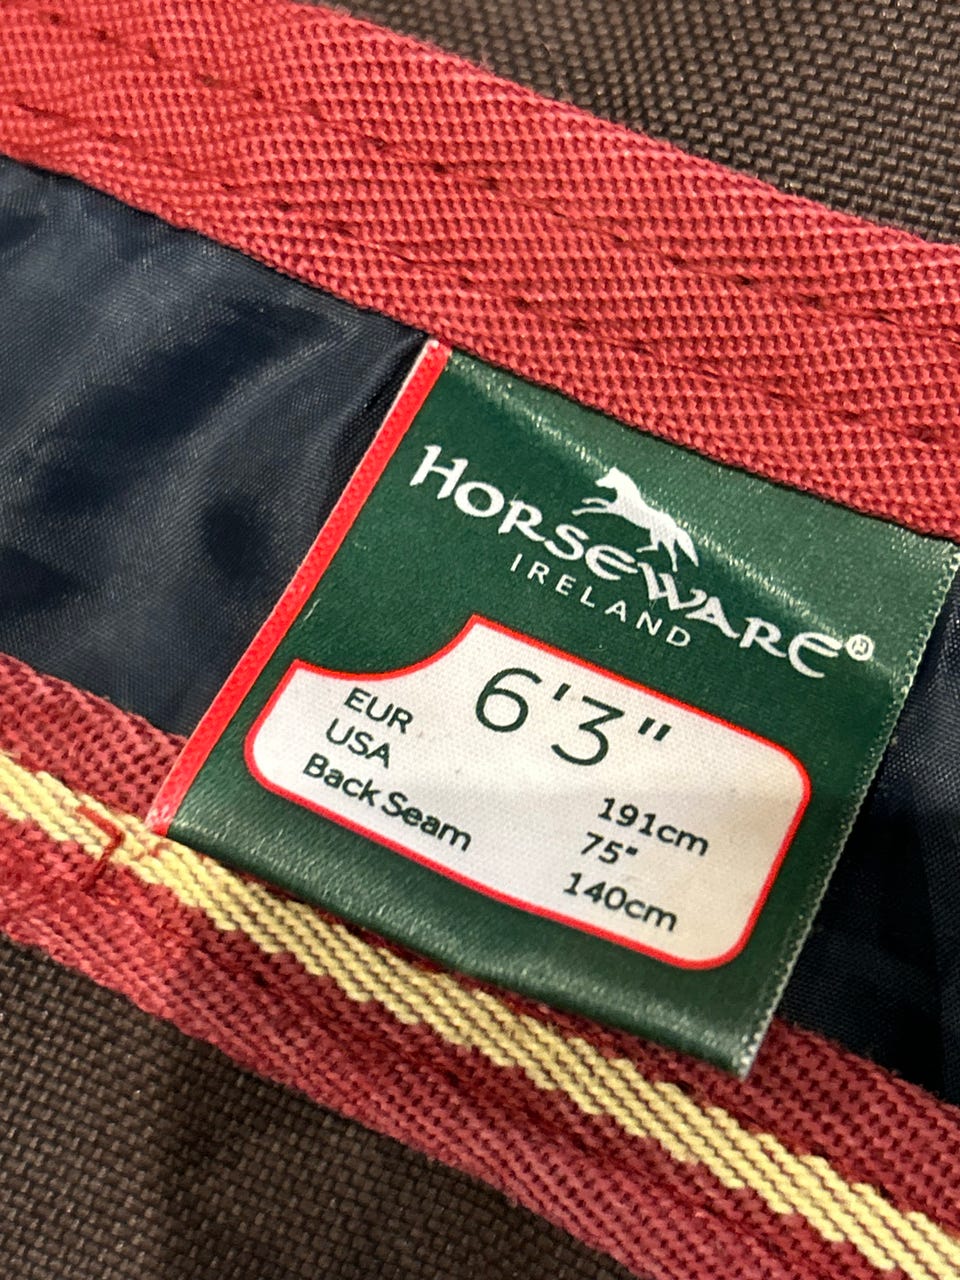 HORSEWARE®
IRELAND
6'3"
EUR 191cm
USA 75"
Back Seam 140cm